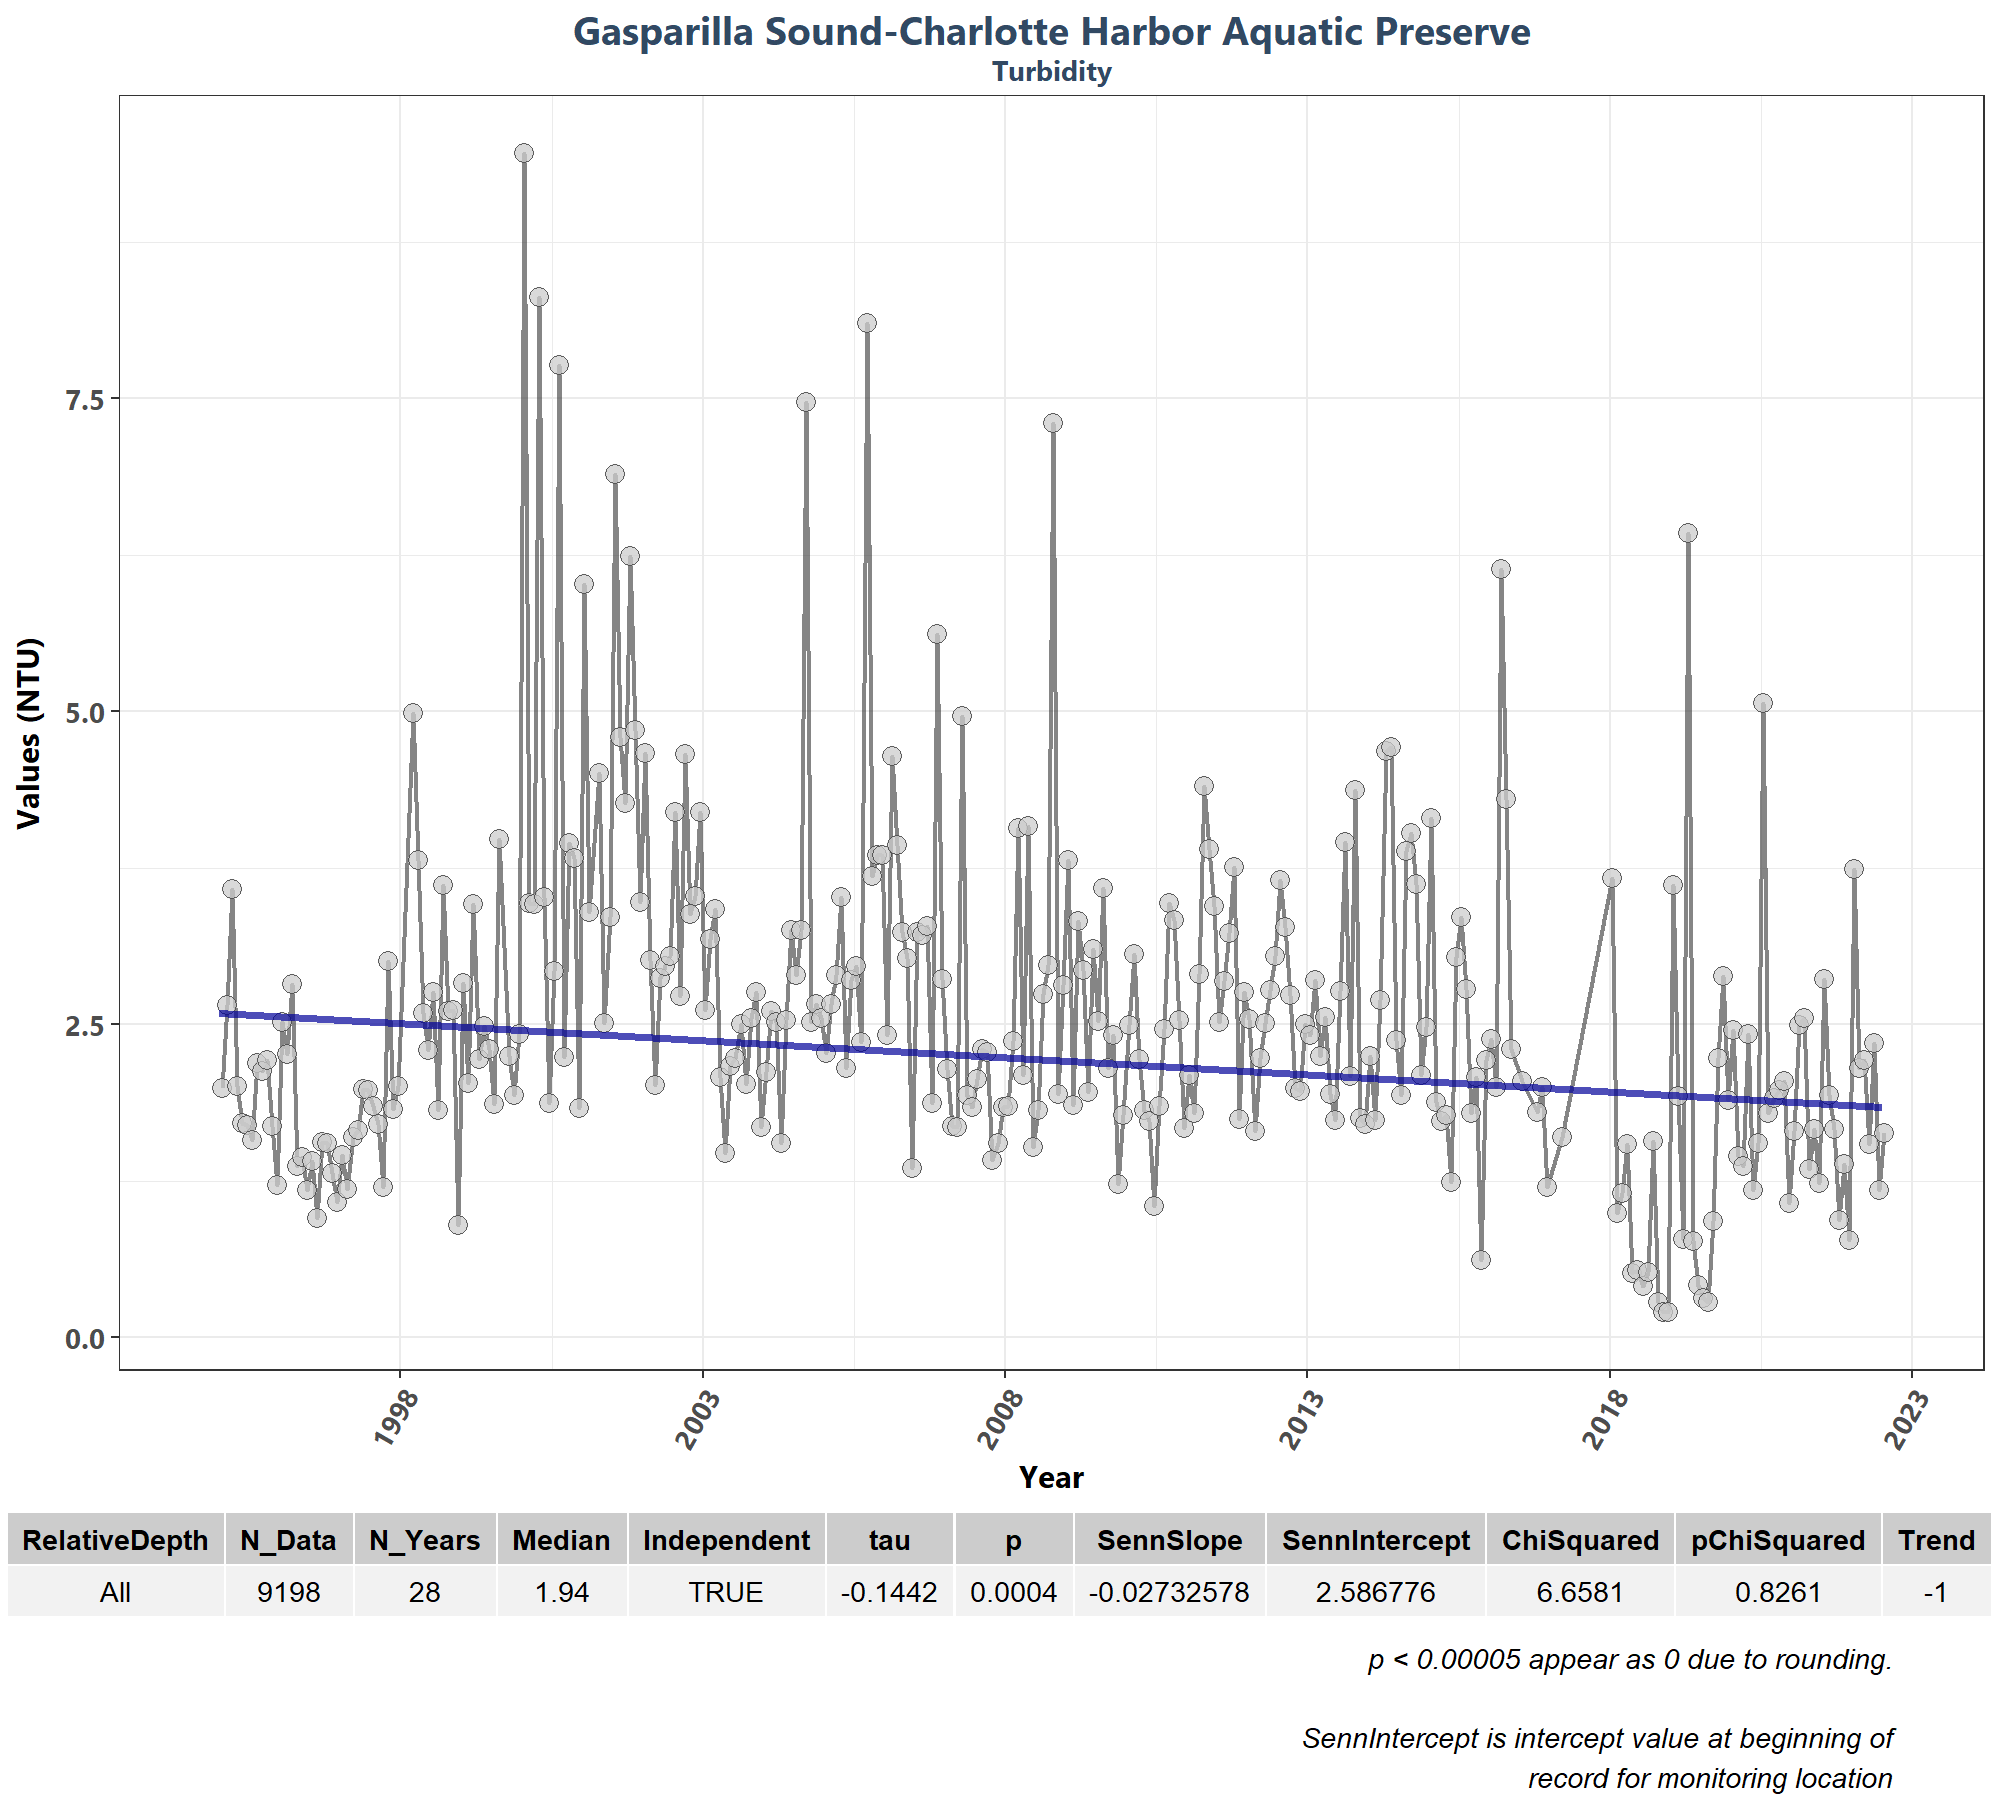 Gasparilla Sound-Charlotte Harbor Aquatic Preserve
Turbidity
Values (NTU)
7.5
5.0
2.5
0.0
1998 2003 2008 2013 2018 2023
Year
RelativeDepth N_Data N_Years Median Independent tau p SennSlope SennIntercept ChiSquared pChiSquared Trend
All 9198 28 1.94 TRUE -0.1442 0.0004 -0.02732578 2.586776 6.6581 0.8261 -1
p < 0.00005 appear as 0 due to rounding.
SennIntercept is intercept value at beginning of
record for monitoring location